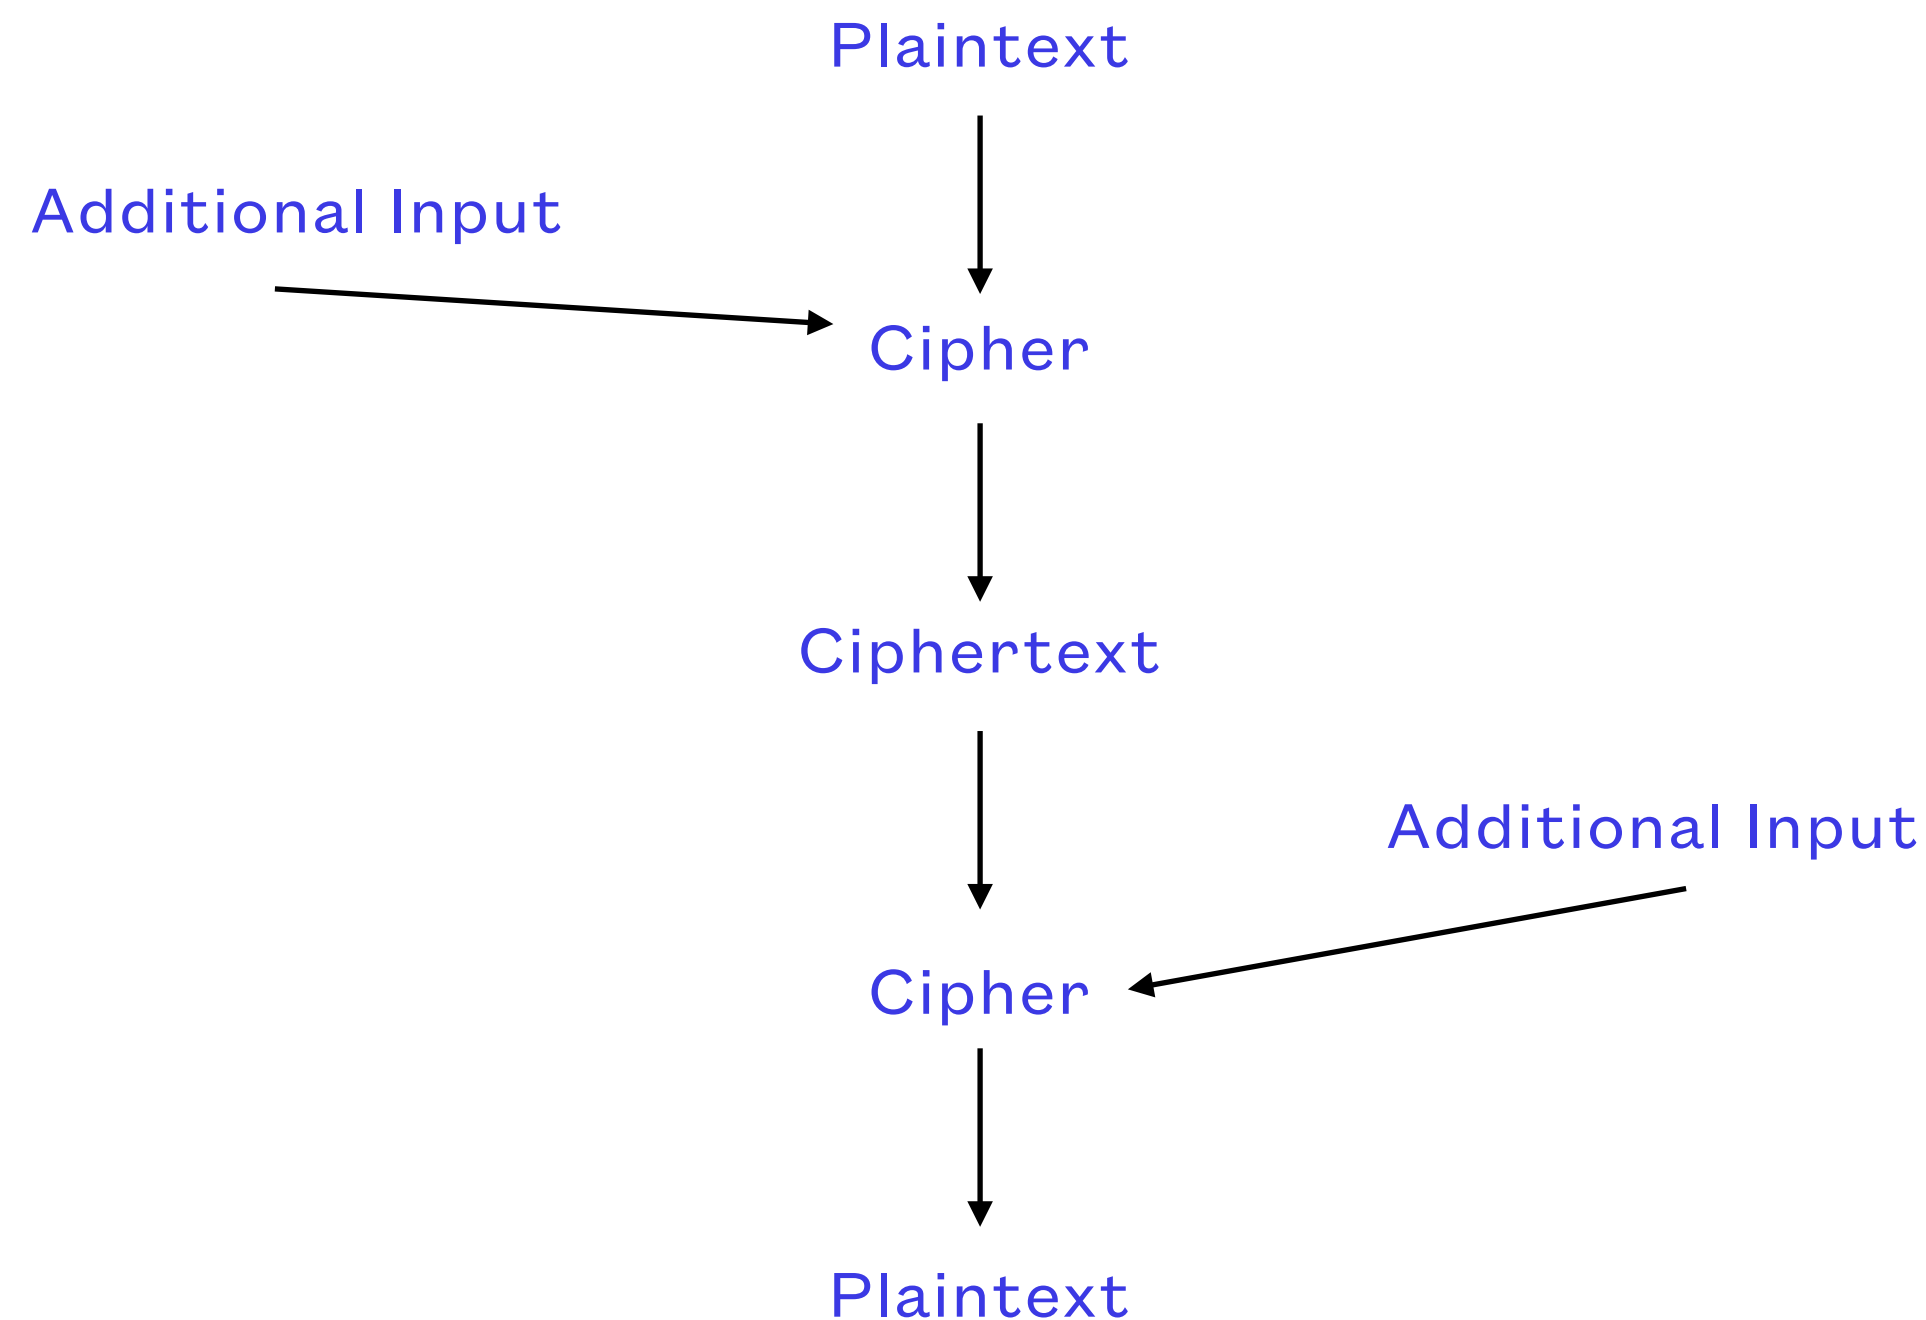 Plaintext
Additional Input
Cipher
Ciphertext
Additional Input
Cipher
Plaintext